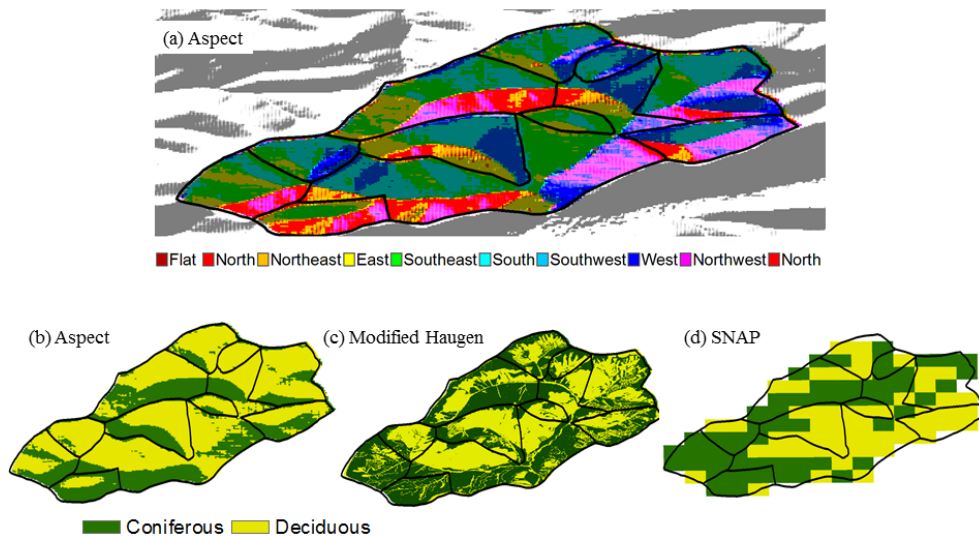 (a) Aspect
Flat North Northeast East Southeast South Southwest West Northwest North
(b) Aspect (c) Modified Haugen (d) SNAP
Coniferous Deciduous